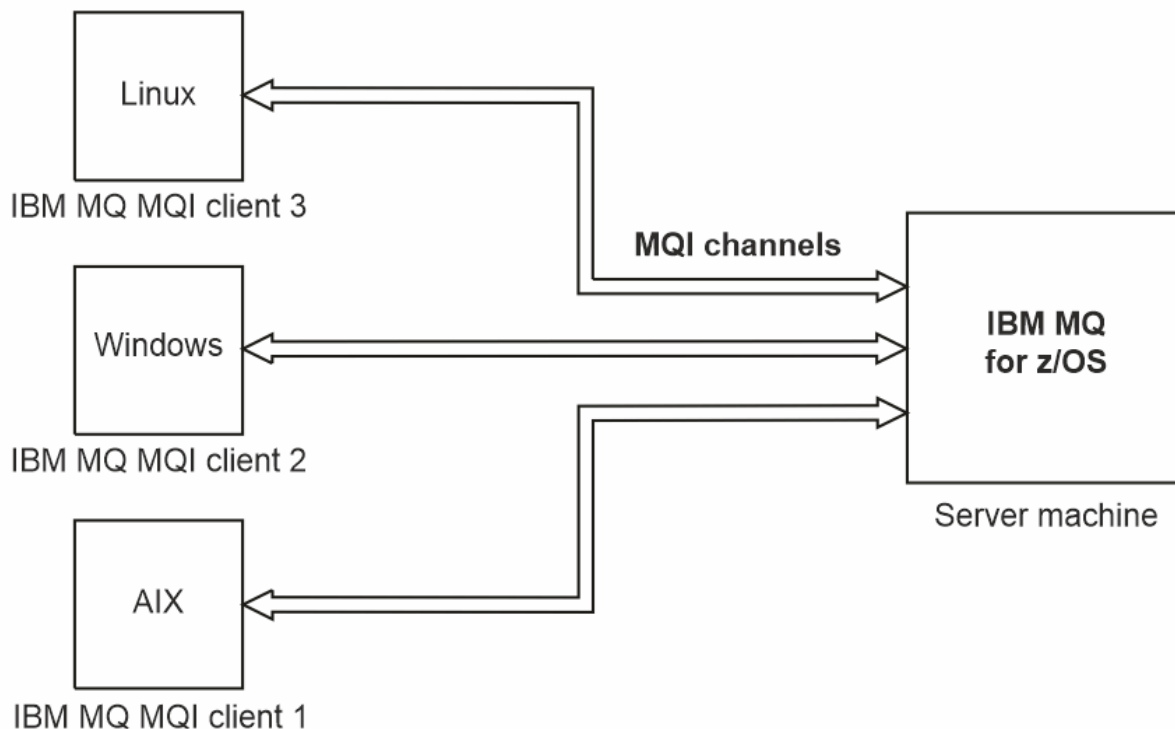 Linux
IBM MQ MQI client 3
MQI channels
Windows
IBM MQ MQI client 2
IBM MQ
for z/OS
Server machine
AIX
IBM MQ MQI client 1